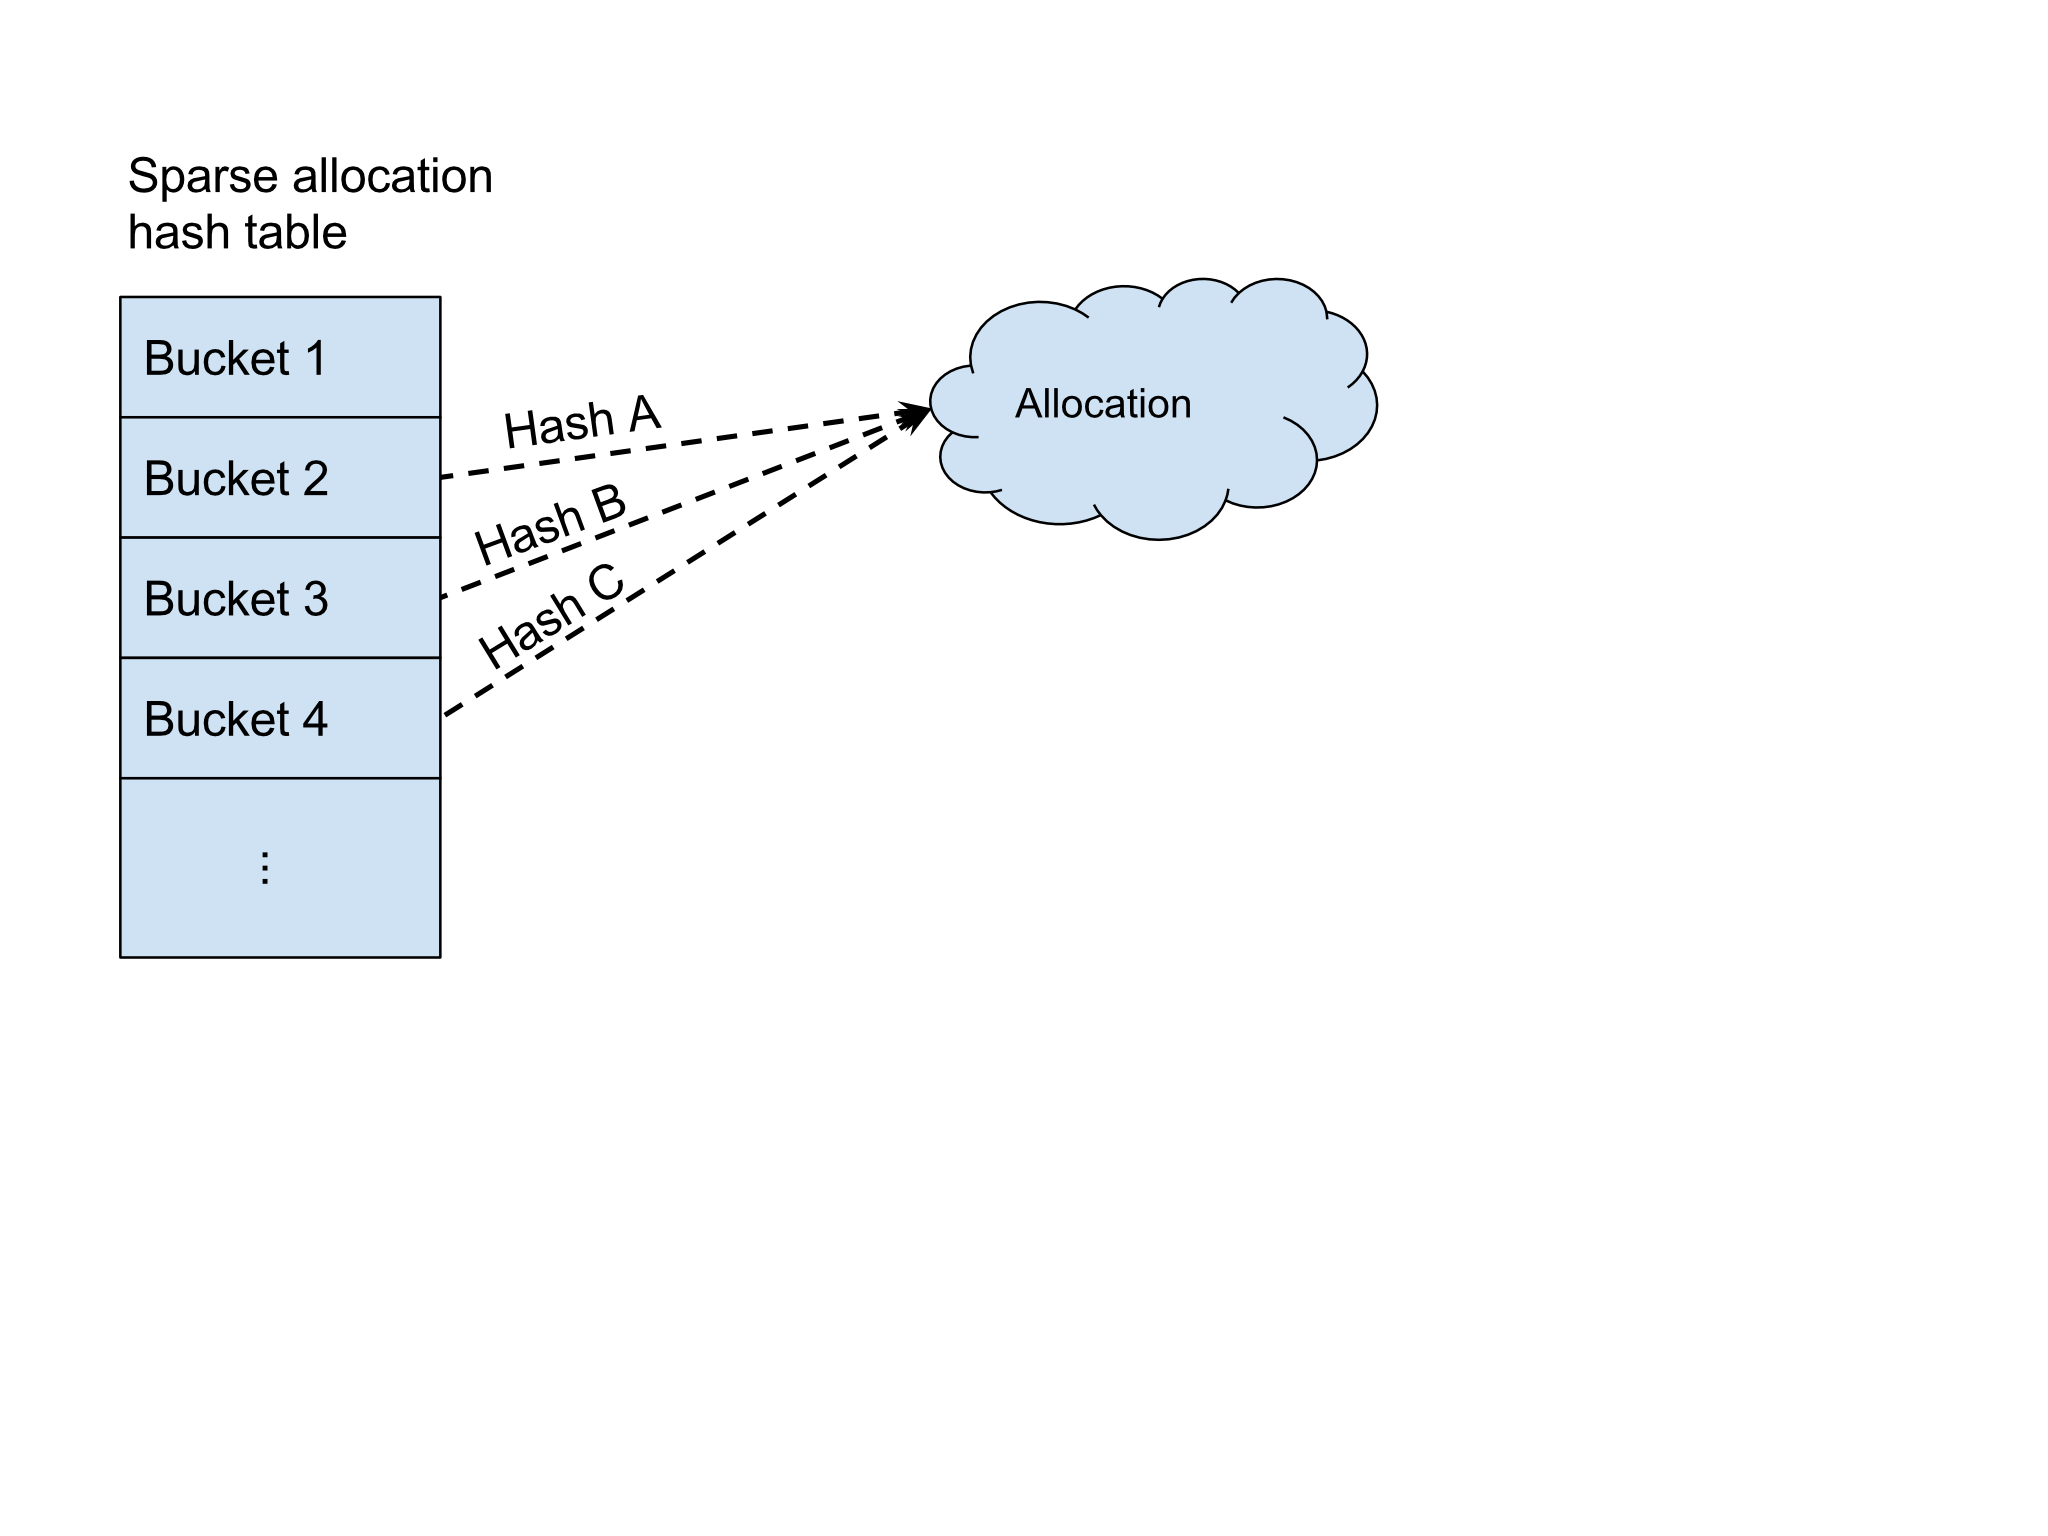 Sparse allocation
hash table
Bucket 1
Bucket 2
Bucket 3
Bucket 4
⋮
Hash A
Hash B
Hash C
Allocation